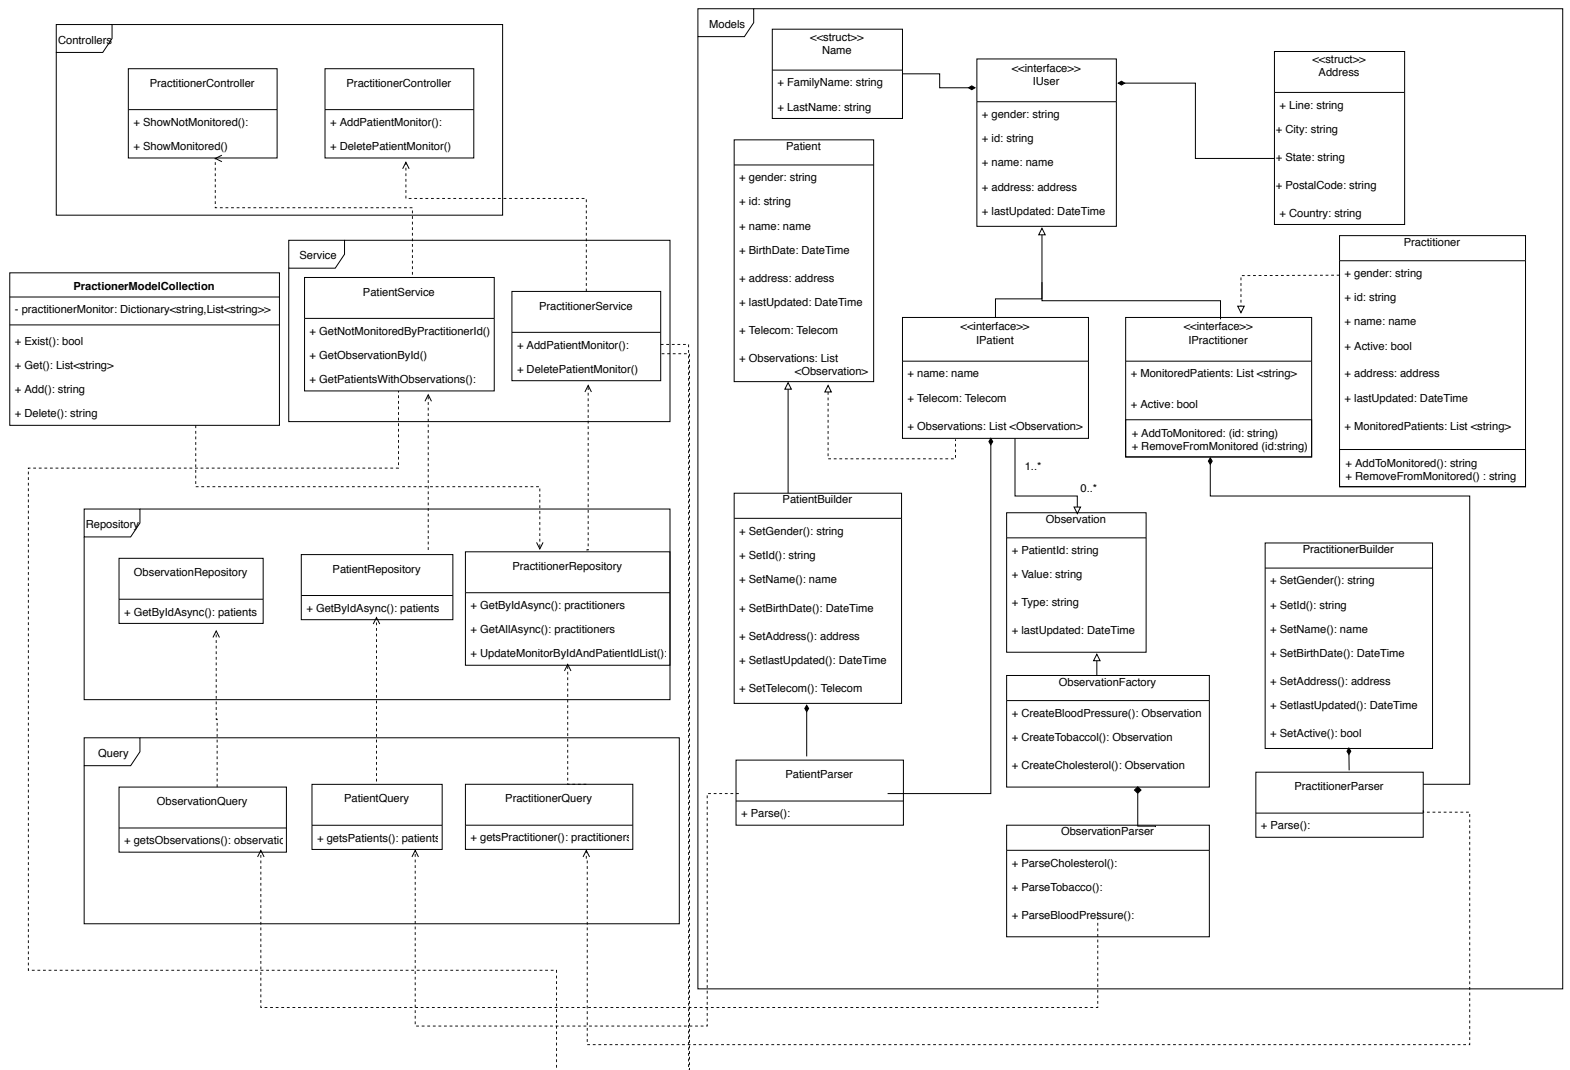 Controllers
PractitionerController
+ ShowNotMonitored():
+ ShowMonitored()
PractitionerController
+ AddPatientMonitor():
+ DeletePatientMonitor()
Service
PatientService
+ GetNotMonitoredByPractitionerId()
+ GetObservationById()
+ GetPatientsWithObservations():
PractitionerService
+ AddPatientMonitor():
+ DeletePatientMonitor()
PractionerModelCollection
- practitionerMonitor: Dictionary<string,List<string>>
+ Exist(): bool
+ Get(): List<string>
+ Add(): string
+ Delete(): string
Repository
ObservationRepository
+ GetByIdAsync(): patients
PatientRepository
+ GetByIdAsync(): patients
PractitionerRepository
+ GetByIdAsync(): practitioners
+ GetAllAsync(): practitioners
+ UpdateMonitorByIdAndPatientIdList():
Query
ObservationQuery
+ getsObservations(): observatic
PatientQuery
+ getsPatients(): patients
PractitionerQuery
+ getsPractitioner(): practitioners
Models
<<struct>>
Name
+ FamilyName: string
+ LastName: string
<<interface>>
IUser
+ gender: string
+ id: string
+ name: name
+ address: address
+ lastUpdated: DateTime
<<struct>>
Address
+ Line: string
+ City: string
+ State: string
+ PostalCode: string
+ Country: string
Patient
+ gender: string
+ id: string
+ name: name
+ BirthDate: DateTime
+ address: address
+ lastUpdated: DateTime
+ Telecom: Telecom
+ Observations: List
<Observation>
<<interface>>
IPatient
+ name: name
+ Telecom: Telecom
+ Observations: List <Observation>
<<interface>>
IPractitioner
+ MonitoredPatients: List <string>
+ Active: bool
+ AddToMonitored: (id: string)
+ RemoveFromMonitored (id:string)
Practitioner
+ gender: string
+ id: string
+ name: name
+ Active: bool
+ address: address
+ lastUpdated: DateTime
+ MonitoredPatients: List <string>
+ AddToMonitored(): string
+ RemoveFromMonitored() : string
1..*
0..*
PatientBuilder
+ SetGender(): string
+ SetId(): string
+ SetName(): name
+ SetBirthDate(): DateTime
+ SetAddress(): address
+ SetlastUpdated(): DateTime
+ SetTelecom(): Telecom
Observation
+ PatientId: string
+ Value: string
+ Type: string
+ lastUpdated: DateTime
PractitionerBuilder
+ SetGender(): string
+ SetId(): string
+ SetName(): name
+ SetBirthDate(): DateTime
+ SetAddress(): address
+ SetlastUpdated(): DateTime
+ SetActive(): bool
ObservationFactory
+ CreateBloodPressure(): Observation
+ CreateTobaccol(): Observation
+ CreateCholesterol(): Observation
PatientParser
+ Parse():
PractitionerParser
+ Parse():
ObservationParser
+ ParseCholesterol():
+ ParseTobacco():
+ ParseBloodPressure():